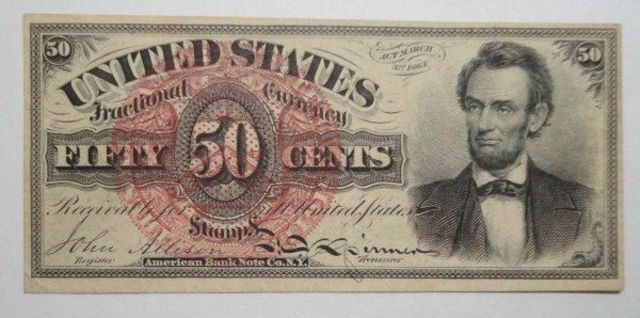 50
50
ACT MARCH
3RD 1863
UNITED STATES
Fractional Currency
FIFTY 50 CENTS
Receivable for all United States
Stamps
John Allison
Spinner
Register
Treasurer
American Bank Note Co. N.Y.